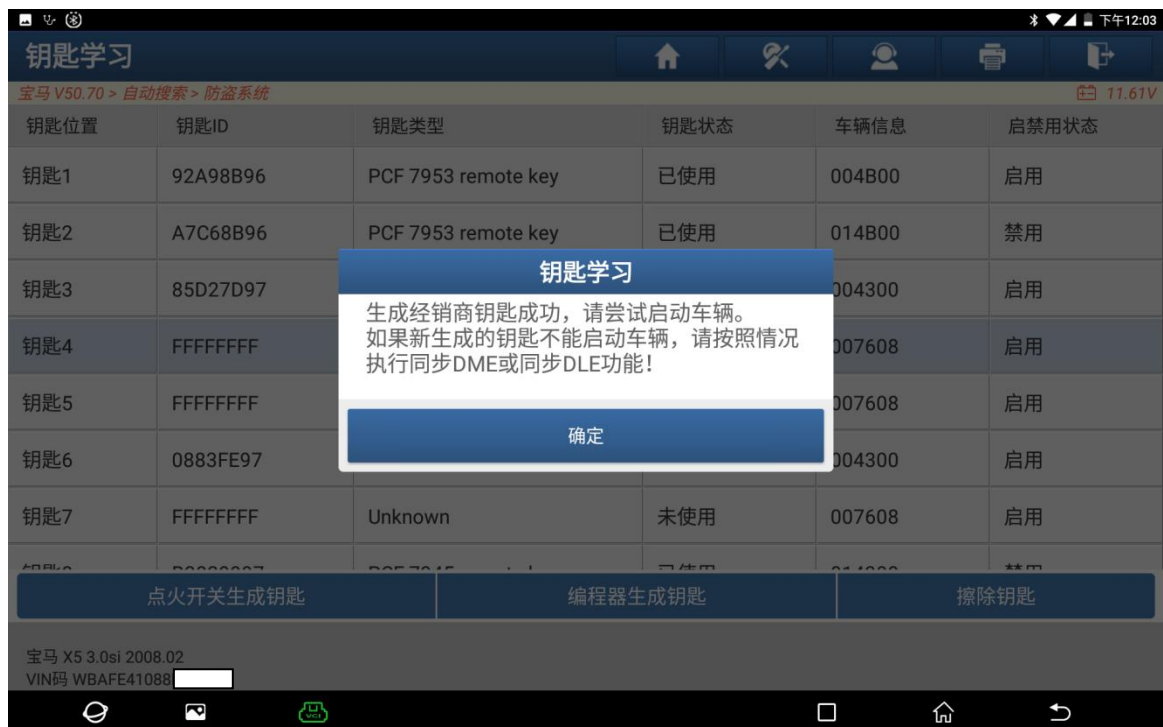 下午12:03
钥匙学习
宝马 V50.70 > 自动搜索 > 防盗系统 11.61V
钥匙位置 钥匙ID 钥匙类型 钥匙状态 车辆信息 启禁用状态
钥匙1 92A98B96 PCF 7953 remote key 已使用 004B00 启用
钥匙2 A7C68B96 PCF 7953 remote key 已使用 014B00 禁用
钥匙学习
钥匙3 85D27D97 004300 启用
生成经销商钥匙成功，请尝试启动车辆。
如果新生成的钥匙不能启动车辆，请按照情况
执行同步DME或同步DLE功能！
钥匙4 FFFFFFFF 007608 启用
钥匙5 FFFFFFFF 007608 启用
确定
钥匙6 0883FE97 004300 启用
钥匙7 FFFFFFFF Unknown 未使用 007608 启用
点火开关生成钥匙 编程器生成钥匙 擦除钥匙
宝马 X5 3.0si 2008.02
VIN码 WBAFE41088
VCI